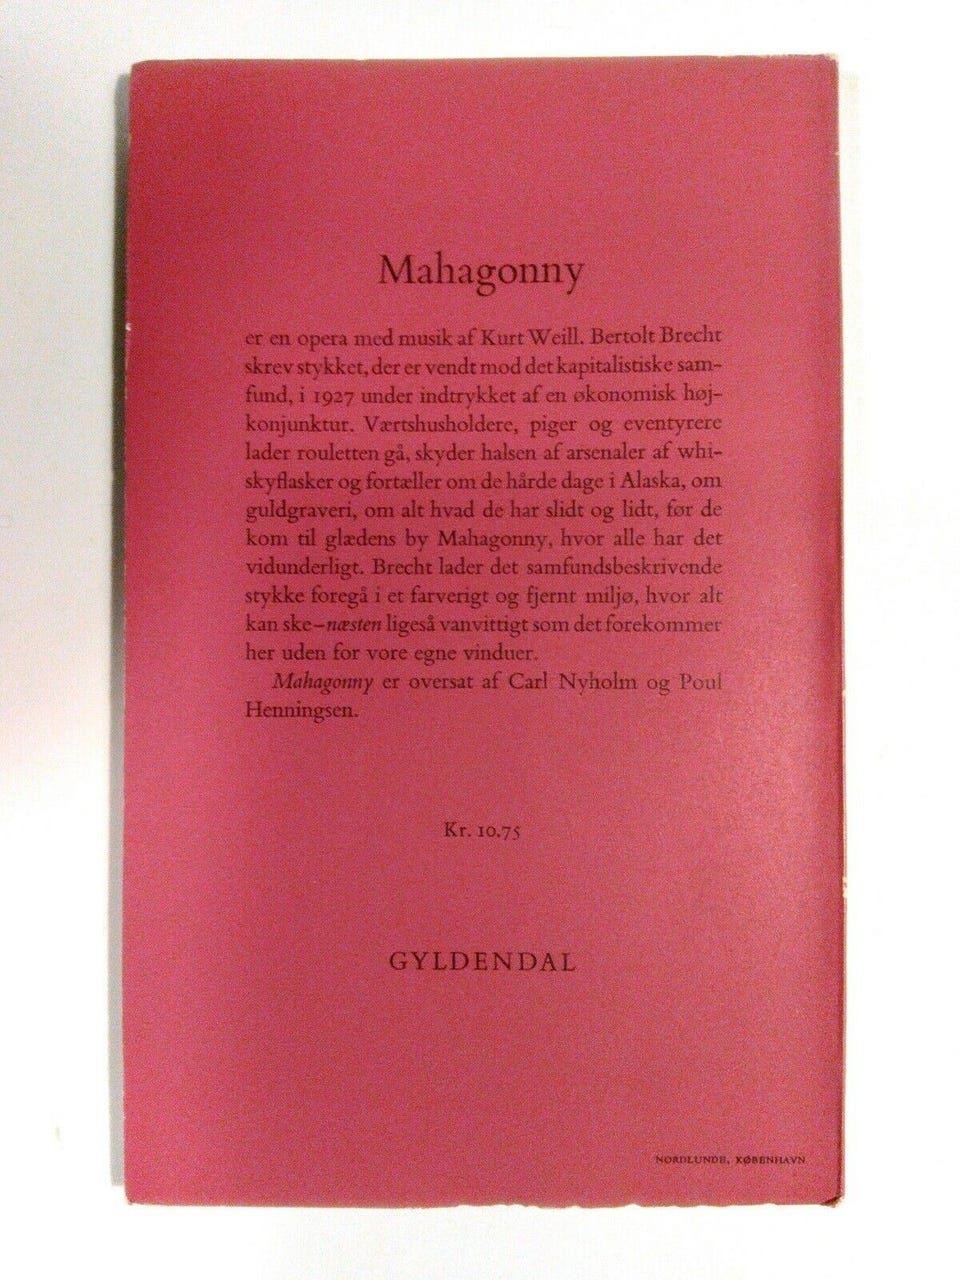 Mahagonny
er en opera med musik af Kurt Weill. Bertolt Brecht
skrev stykket, der er vendt mod det kapitalistiske sam-
fund, i 1927 under indtrykket af en økonomisk høj-
konjunktur. Værtshusholdere, piger og eventyrere
lader rouletten gå, skyder halsen af arsenaler af whi-
skyflasker og fortæller om de hårde dage i Alaska, om
guldgraveri, om alt hvad de har slidt og lidt, før de
kom til glædens by Mahagonny, hvor alle har det
vidunderligt. Brecht lader det samfundsbeskrivende
stykke foregå i et farverigt og fjernt miljø, hvor alt
kan ske – næsten ligeså vanvittigt som det forekommer
her uden for vore egne vinduer.
Mahagonny er oversat af Carl Nyholm og Poul
Henningsen.
Kr. 10.75
GYLDENDAL
NORDLUNDE, KØBENHAVN